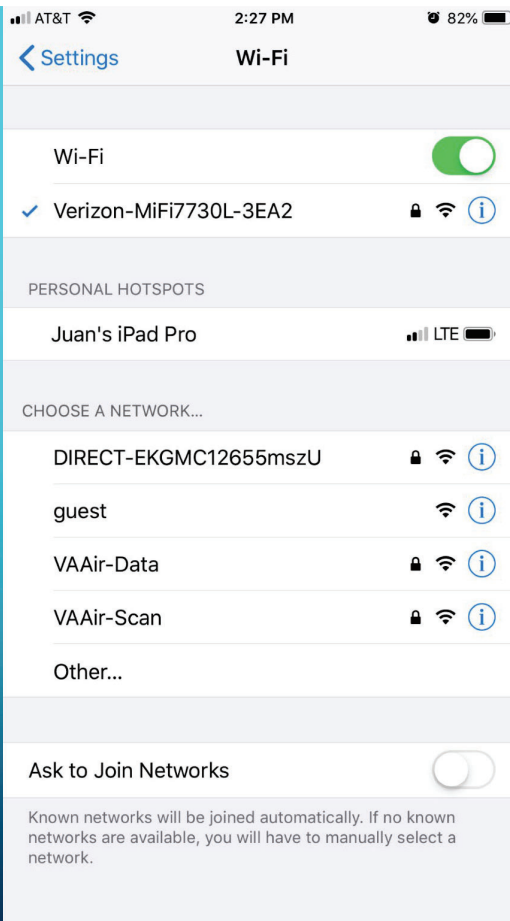 AT&T 2:27 PM 82%
Settings Wi-Fi
Wi-Fi
Verizon-MiFi7730L-3EA2
PERSONAL HOTSPOTS
Juan's iPad Pro LTE
CHOOSE A NETWORK...
DIRECT-EKGMC12655mszU
guest
VAAir-Data
VAAir-Scan
Other...
Ask to Join Networks
Known networks will be joined automatically. If no known
networks are available, you will have to manually select a
network.